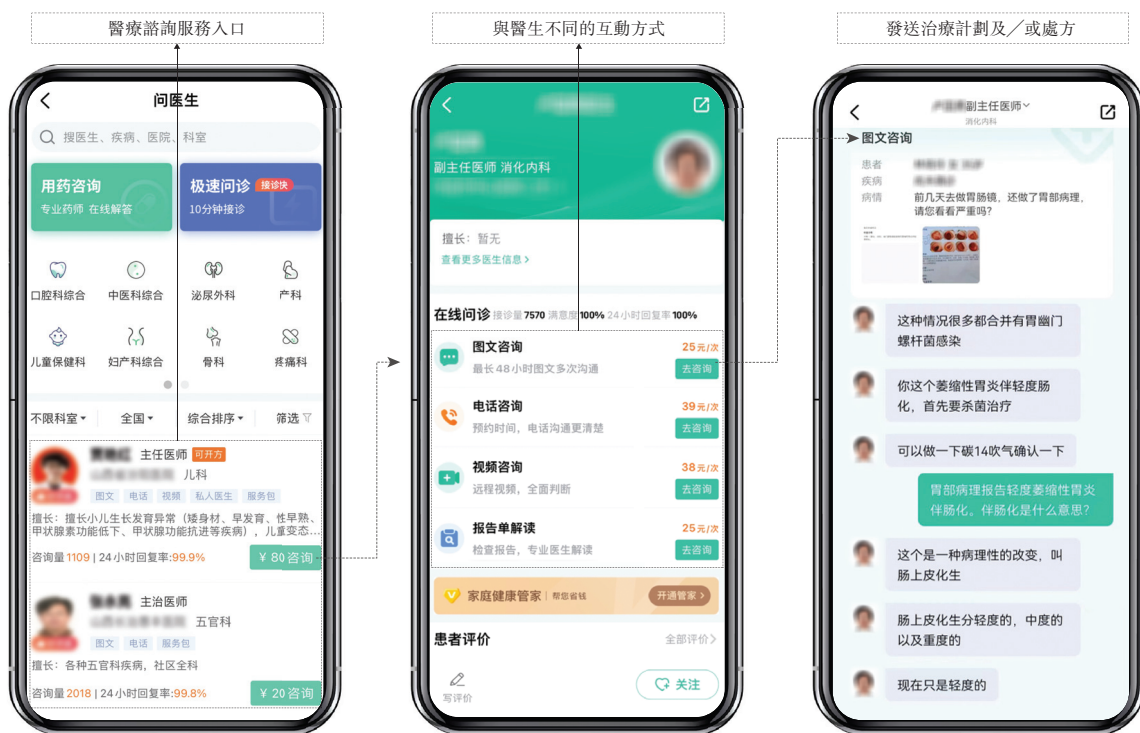 醫療諮詢服務入口
與醫生不同的互動方式
發送治療計劃及／或處方
问医生
搜医生、疾病、医院、科室
用药咨询
专业药师 在线解答
极速问诊 接诊快
10分钟接诊
口腔科综合 中医科综合 泌尿外科 产科
儿童保健科 妇产科综合 骨科 疼痛科
不限科室 全国 综合排序 筛选
主任医师 可开方
儿科
图文 电话 视频 私人医生 服务包
擅长：擅长小儿生长发育异常（矮身材、早发育、性早熟、
甲状腺素功能低下、甲状腺功能抗进等疾病），儿童变态...
咨询量 1109 | 24小时回复率:99.9%
¥ 80 咨询
主治医师
五官科
图文 电话 服务包
擅长：各种五官科疾病，社区全科
咨询量 2018 | 24小时回复率:99.8%
¥ 20 咨询
副主任医师 消化内科
擅长：暂无
查看更多医生信息
在线问诊 接诊量 7570 满意度 100% 24小时回复率 100%
图文咨询
25元/次
最长48小时图文多次沟通
去咨询
电话咨询
39元/次
预约时间，电话沟通更清楚
去咨询
视频咨询
38元/次
远程视频，全面判断
去咨询
报告单解读
25元/次
检查报告，专业医生解读
去咨询
家庭健康管家 | 帮您省钱
开通管家
患者评价
全部评价
写评价
关注
副主任医师
消化内科
图文咨询
患者
疾病
病情
前几天去做胃肠镜，还做了胃部病理，
请您看看严重吗？
这种情况很多都合并有胃幽门
螺杆菌感染
你这个萎缩性胃炎伴轻度肠
化，首先要杀菌治疗
可以做一下碳14吹气确认一下
胃部病理报告轻度萎缩性胃炎
伴肠化。伴肠化是什么意思？
这个是一种病理性的改变，叫
肠上皮化生
肠上皮化生分轻度的，中度的
以及重度的
现在只是轻度的